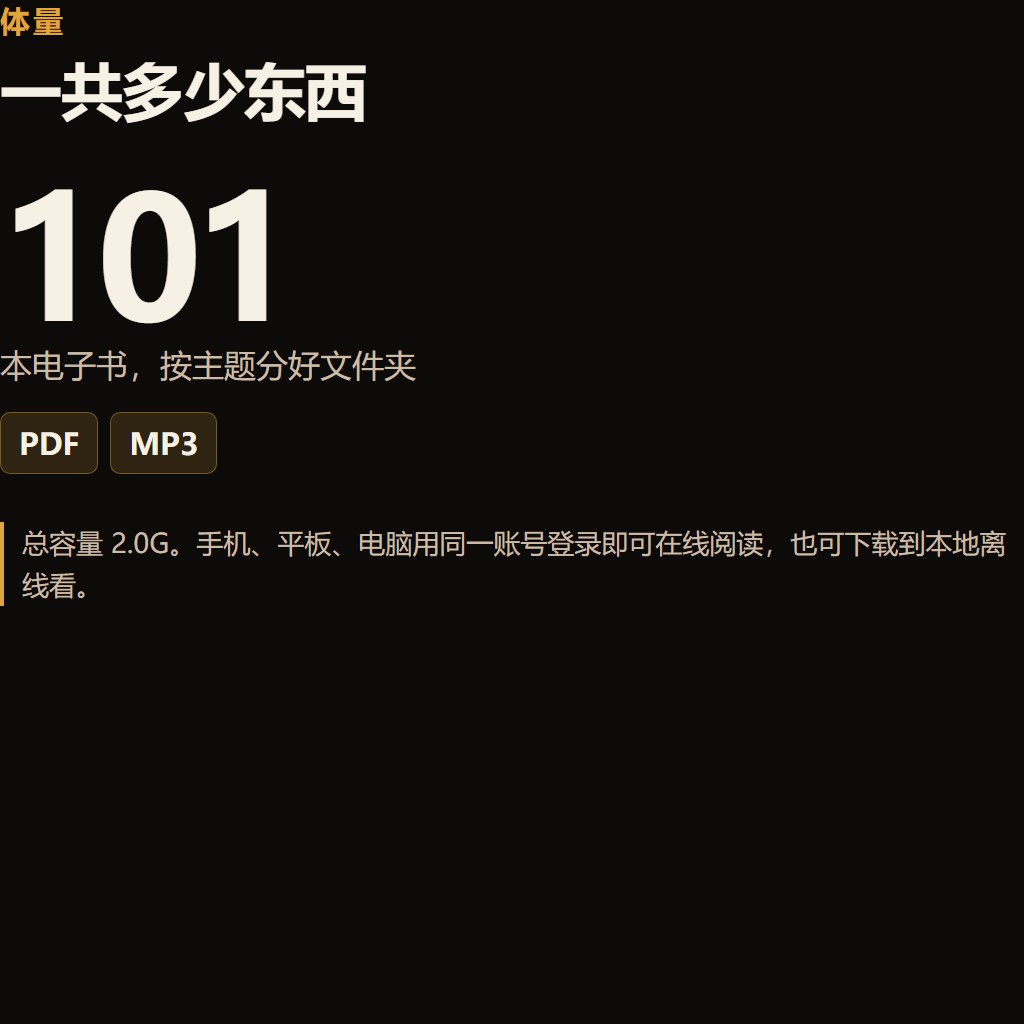 体量
一共多少东西
101
本电子书，按主题分好文件夹
PDF MP3
总容量 2.0G。手机、平板、电脑用同一账号登录即可在线阅读，也可下载到本地离
线看。